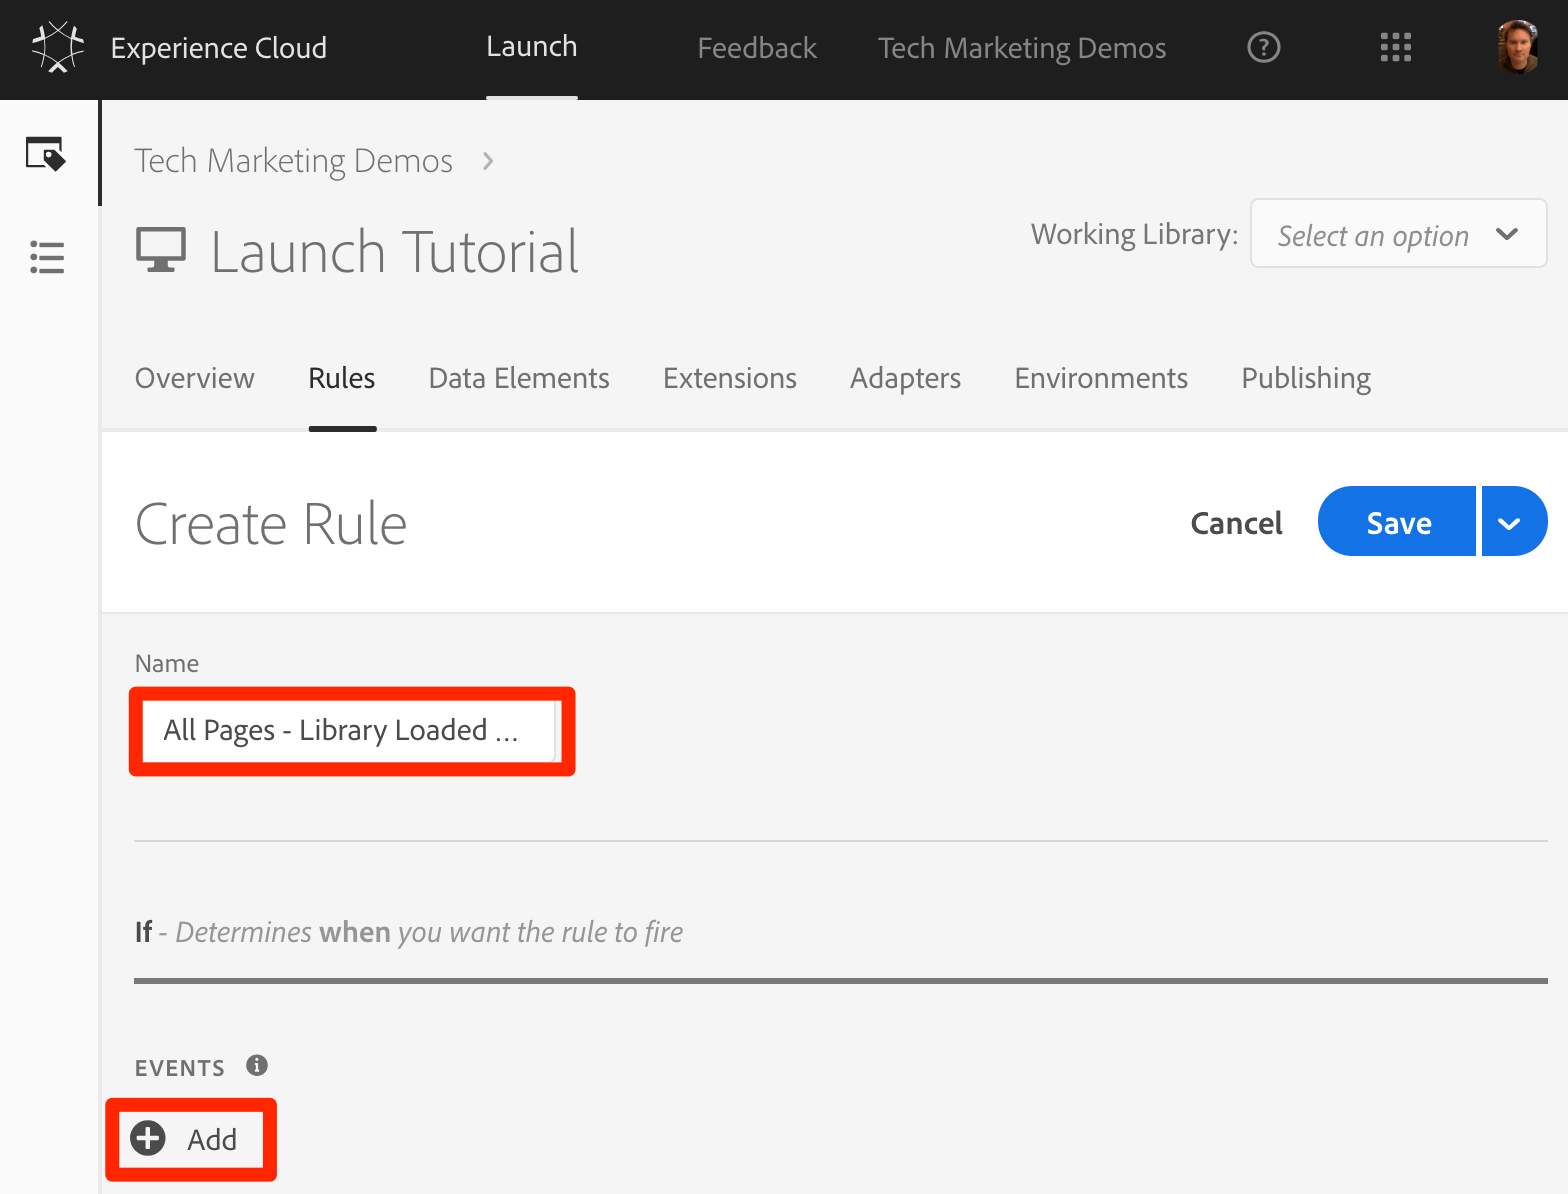 Experience Cloud
Launch
Feedback
Tech Marketing Demos
Tech Marketing Demos
Launch Tutorial
Working Library:
Select an option
Overview
Rules
Data Elements
Extensions
Adapters
Environments
Publishing
Create Rule
Cancel
Save
Name
All Pages - Library Loaded ...
If - Determines when you want the rule to fire
EVENTS
Add